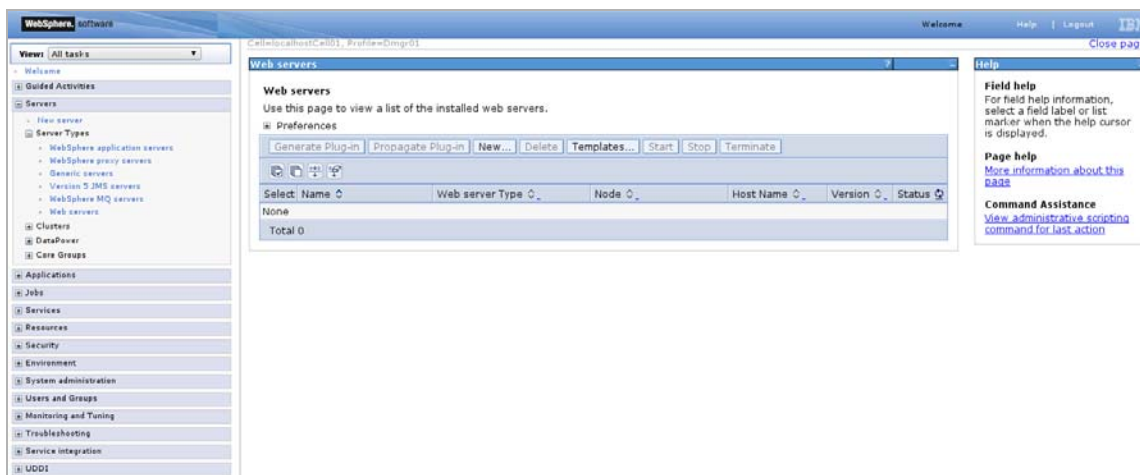 WebSphere. software
Welcome
Help | Logout
IBM
View: All tasks
Cell=localhostCell01, Profile=Dmgr01
Close pag
Welcome
Guided Activities
Servers
New server
Server Types
WebSphere application servers
WebSphere proxy servers
Generic servers
Version 5 JMS servers
WebSphere MQ servers
Web servers
Clusters
DataPower
Core Groups
Applications
Jobs
Services
Resources
Security
Environment
System administration
Users and Groups
Monitoring and Tuning
Troubleshooting
Service integration
UDDI
Web servers
? -
Web servers
Use this page to view a list of the installed web servers.
Preferences
Generate Plug-in Propagate Plug-in New... Delete Templates... Start Stop Terminate
Select Name Web server Type Node Host Name Version Status
None
Total 0
Help
Field help
For field help information,
select a field label or list
marker when the help cursor
is displayed.
Page help
More information about this
page
Command Assistance
View administrative scripting
command for last action